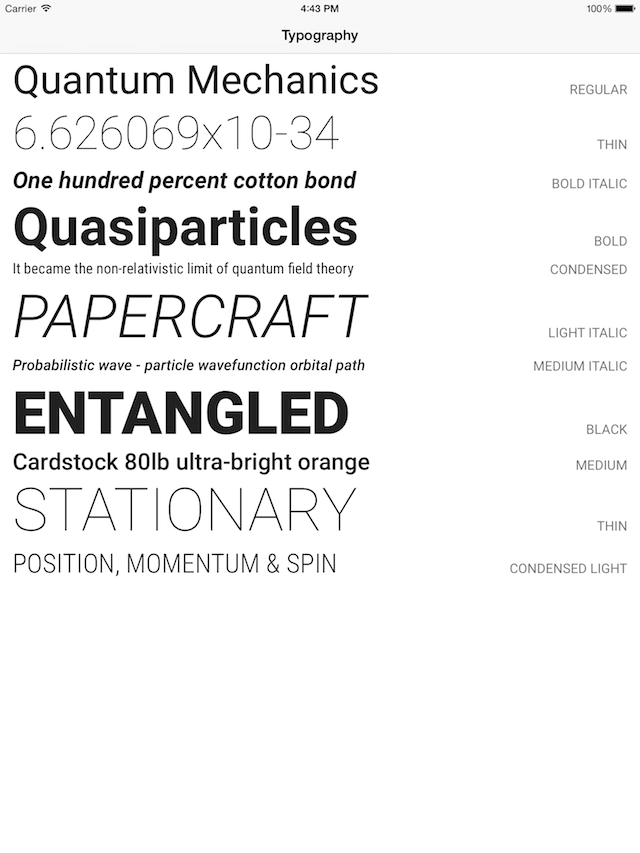 Carrier 4:43 PM 100%
Typography
Quantum Mechanics REGULAR
6.626069x10-34 THIN
One hundred percent cotton bond BOLD ITALIC
Quasiparticles BOLD
It became the non-relativistic limit of quantum field theory CONDENSED
PAPERCRAFT LIGHT ITALIC
Probabilistic wave - particle wavefunction orbital path MEDIUM ITALIC
ENTANGLED BLACK
Cardstock 80lb ultra-bright orange MEDIUM
STATIONARY THIN
POSITION, MOMENTUM & SPIN CONDENSED LIGHT